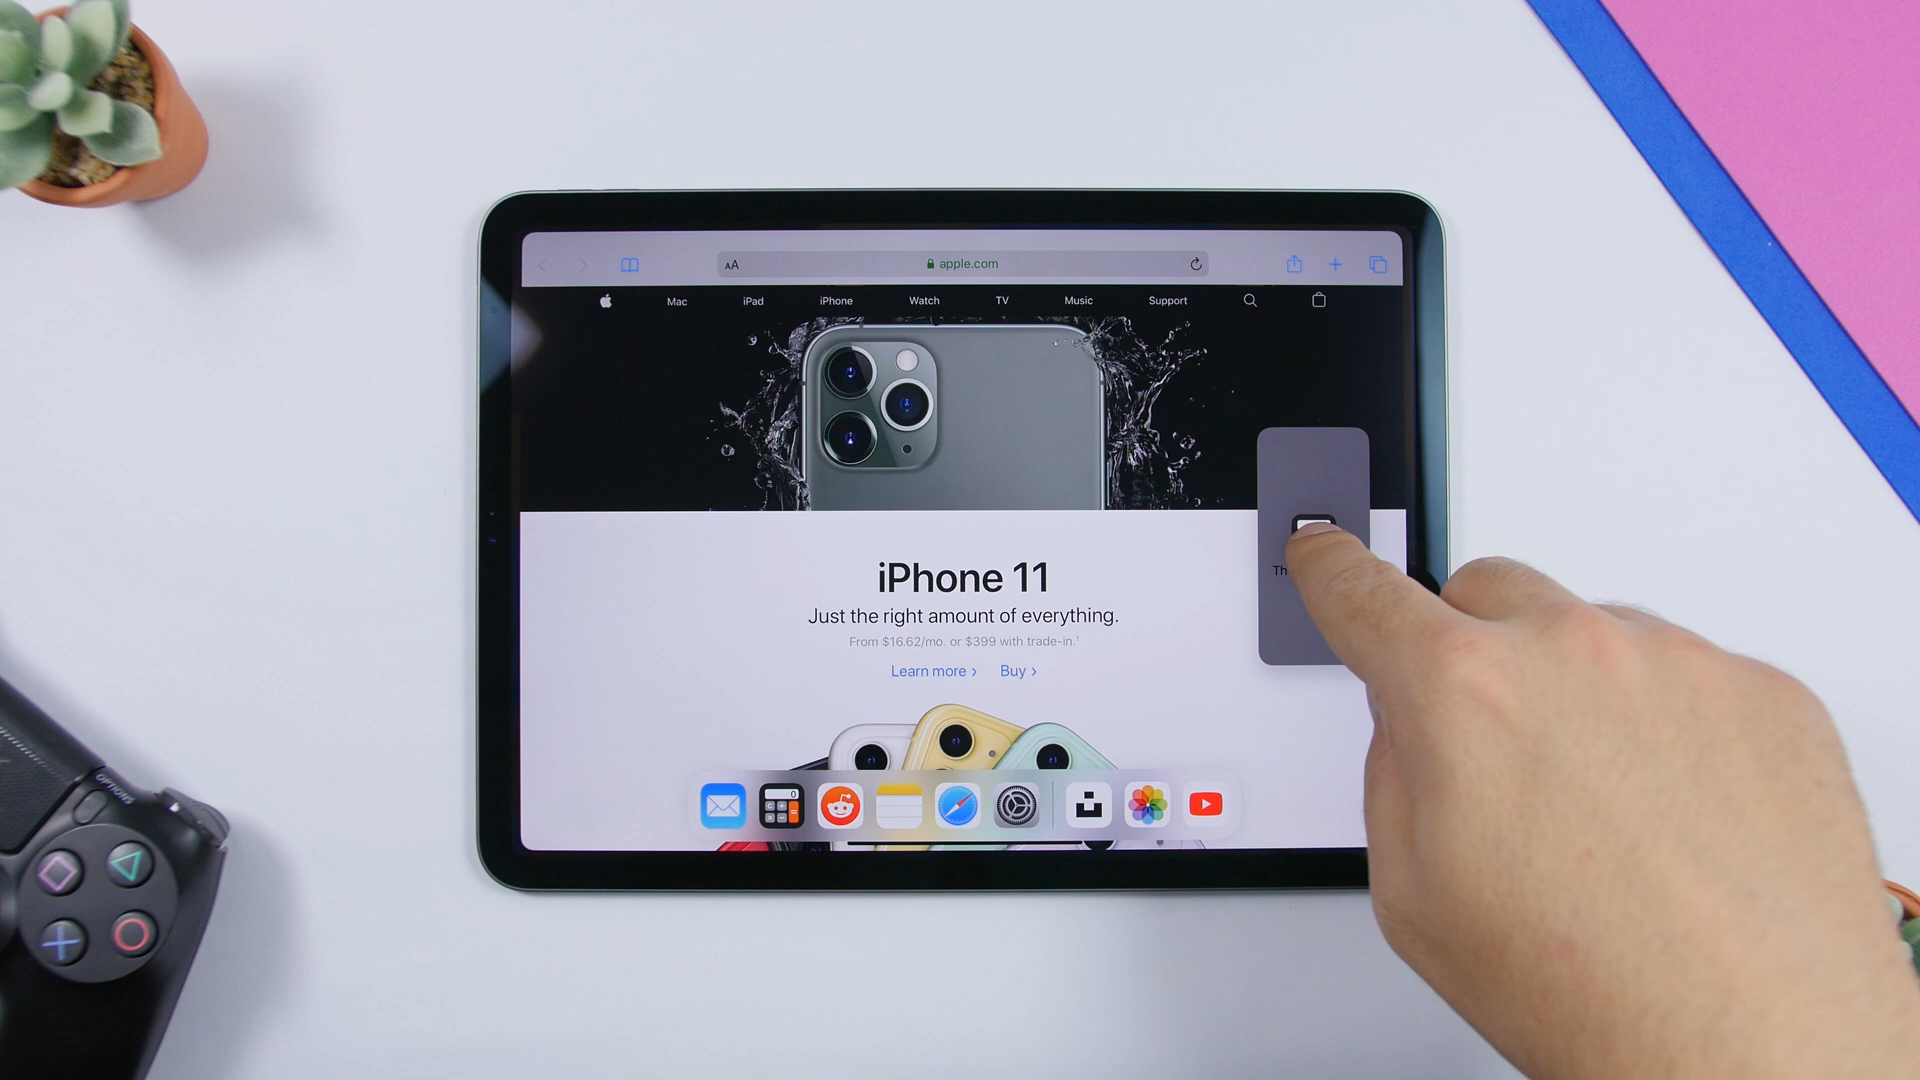 AA
apple.com
Mac iPad iPhone Watch TV Music Support
iPhone 11
Just the right amount of everything.
From $16.62/mo. or $399 with trade-in.¹
Learn more > Buy >
0
OPTIONS